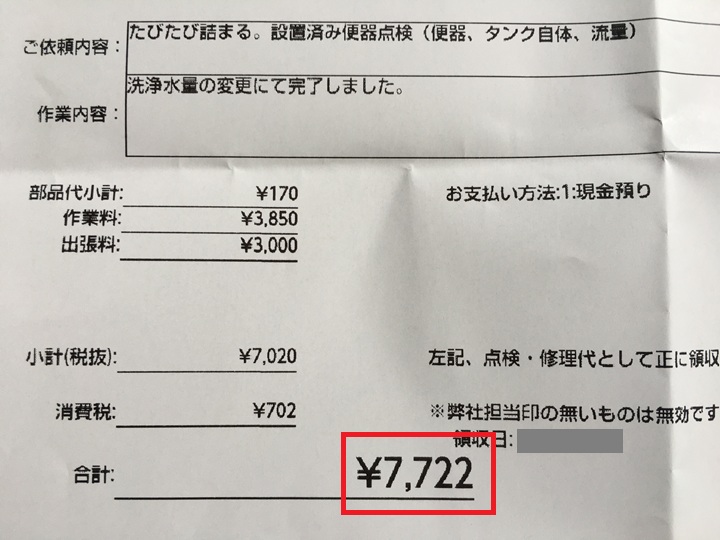 ご依頼内容:
たびたび詰まる。設置済み便器点検（便器、タンク自体、流量）
作業内容:
洗浄水量の変更にて完了しました。
部品代小計: ¥170
お支払い方法:1:現金預り
作業料: ¥3,850
出張料: ¥3,000
小計(税抜): ¥7,020
左記、点検・修理代として正に領収
消費税: ¥702
※弊社担当印の無いものは無効です
領収日:
合計: ¥7,722